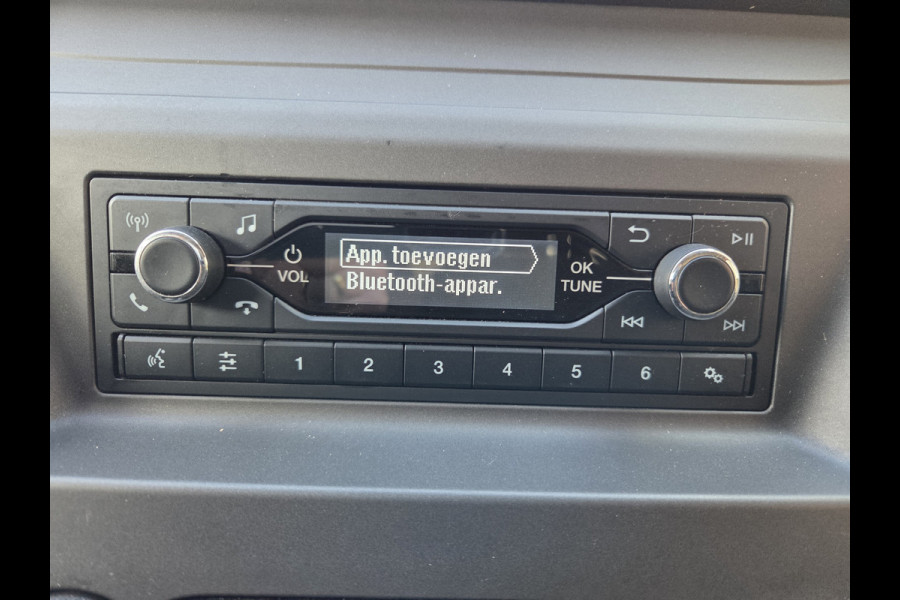 App. toevoegen
Bluetooth-appar.
VOL
OK
TUNE
1 2 3 4 5 6